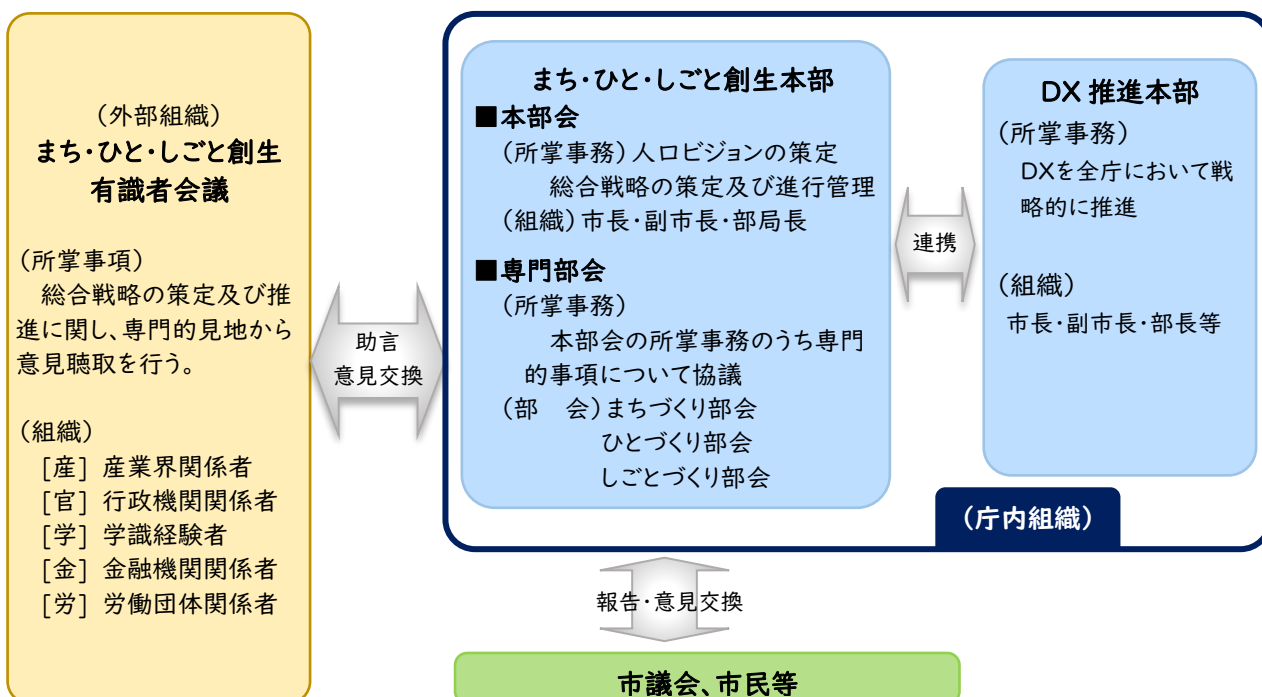 (外部組織)
まち・ひと・しごと創生
有識者会議
(所掌事項)
総合戦略の策定及び推
進に関し、専門的見地から
意見聴取を行う。
(組織)
[産] 産業界関係者
[官] 行政機関関係者
[学] 学識経験者
[金] 金融機関関係者
[労] 労働団体関係者
助言
意見交換
まち・ひと・しごと創生本部
■本部会
(所掌事務)人口ビジョンの策定
総合戦略の策定及び進行管理
(組織)市長・副市長・部局長
■専門部会
(所掌事務)
本部会の所掌事務のうち専門
的事項について協議
(部 会)まちづくり部会
ひとづくり部会
しごとづくり部会
連携
DX 推進本部
(所掌事務)
DXを全庁において戦
略的に推進
(組織)
市長・副市長・部長等
(庁内組織)
報告・意見交換
市議会、市民等